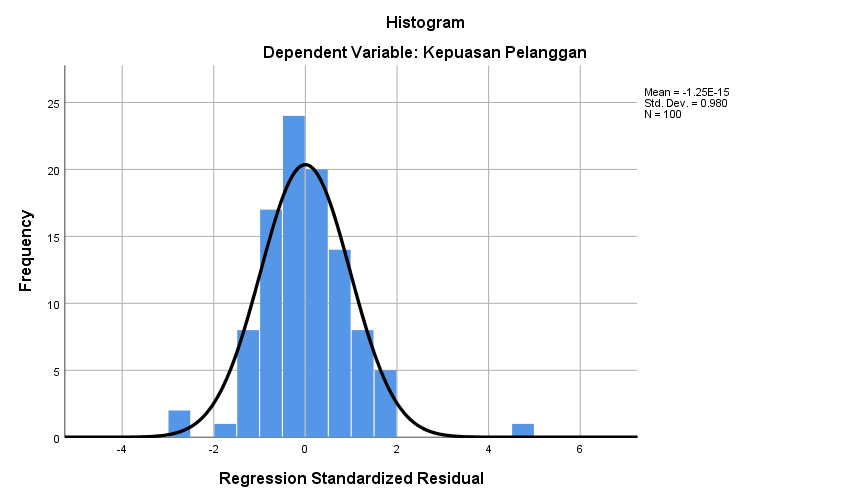 Histogram
Dependent Variable: Kepuasan Pelanggan
Mean = -1.25E-15
Std. Dev. = 0.980
N = 100
Frequency
25
20
15
10
5
0
-4 -2 0 2 4 6
Regression Standardized Residual